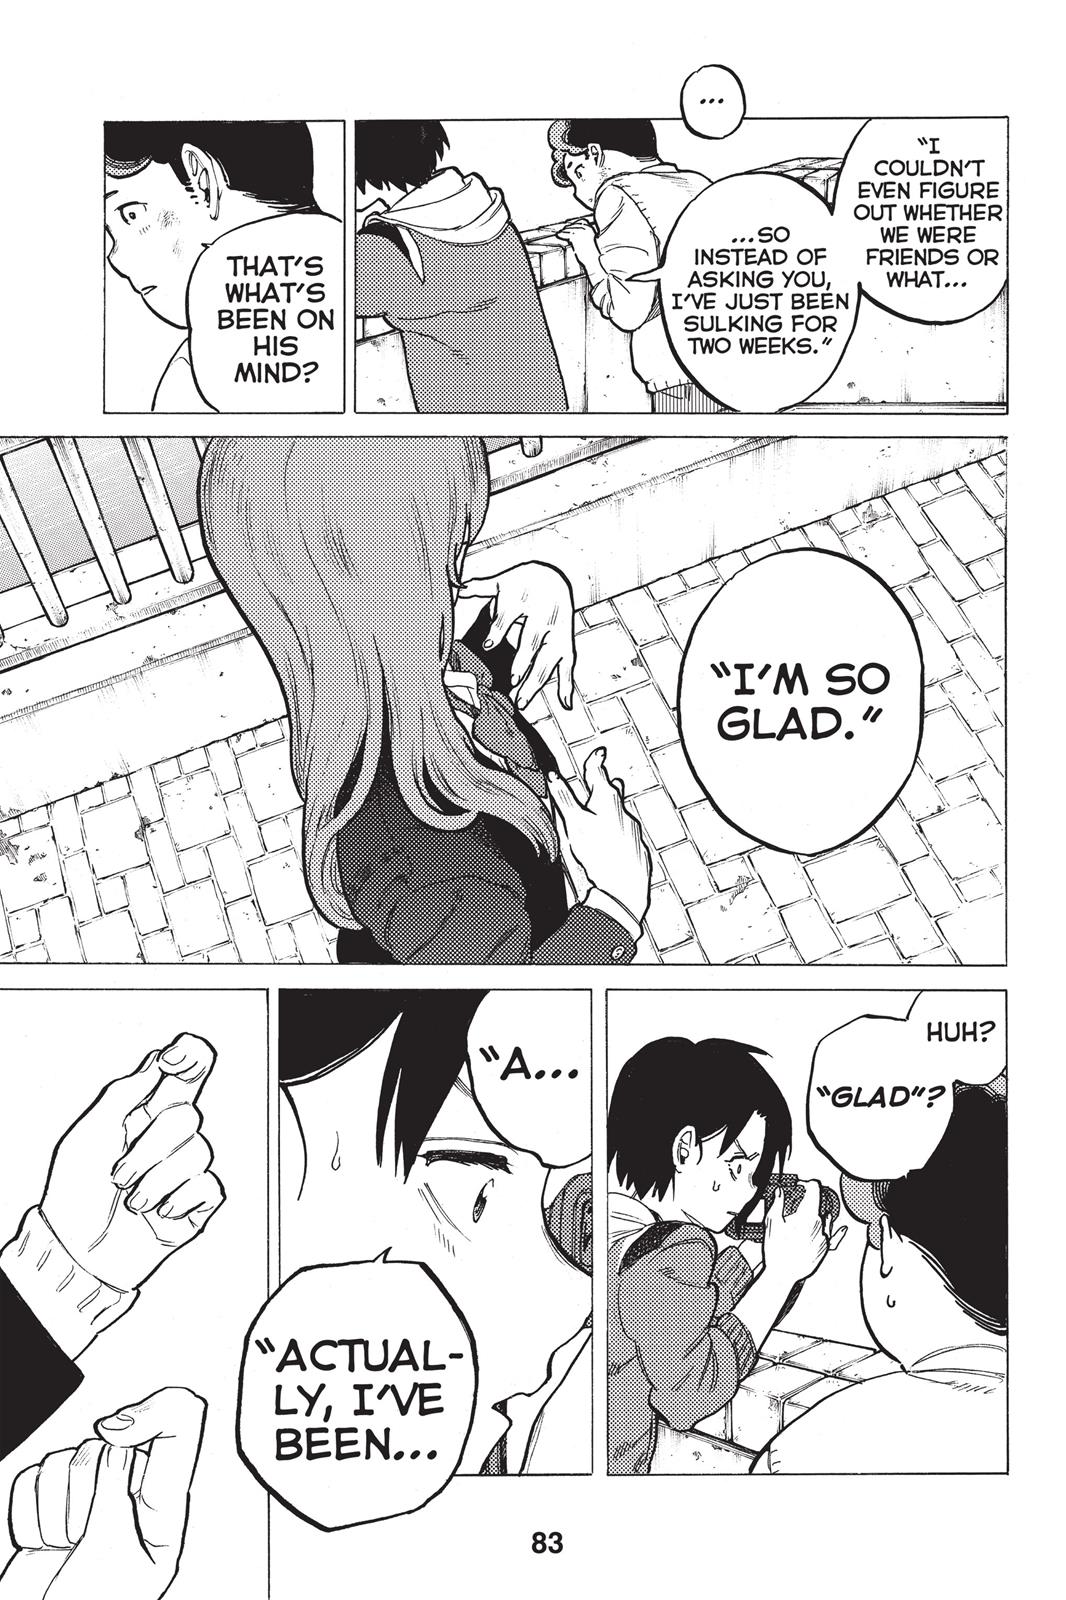 "I
COULDN'T
EVEN FIGURE
OUT WHETHER
WE WERE
FRIENDS OR
WHAT...
...SO
INSTEAD OF
ASKING YOU,
I'VE JUST BEEN
SULKING FOR
TWO WEEKS."
...
THAT'S
WHAT'S
BEEN ON
HIS
MIND?
"I'M SO
GLAD."
HUH?
"GLAD"?
"A...
"ACTUAL-
LY, I'VE
BEEN...
83